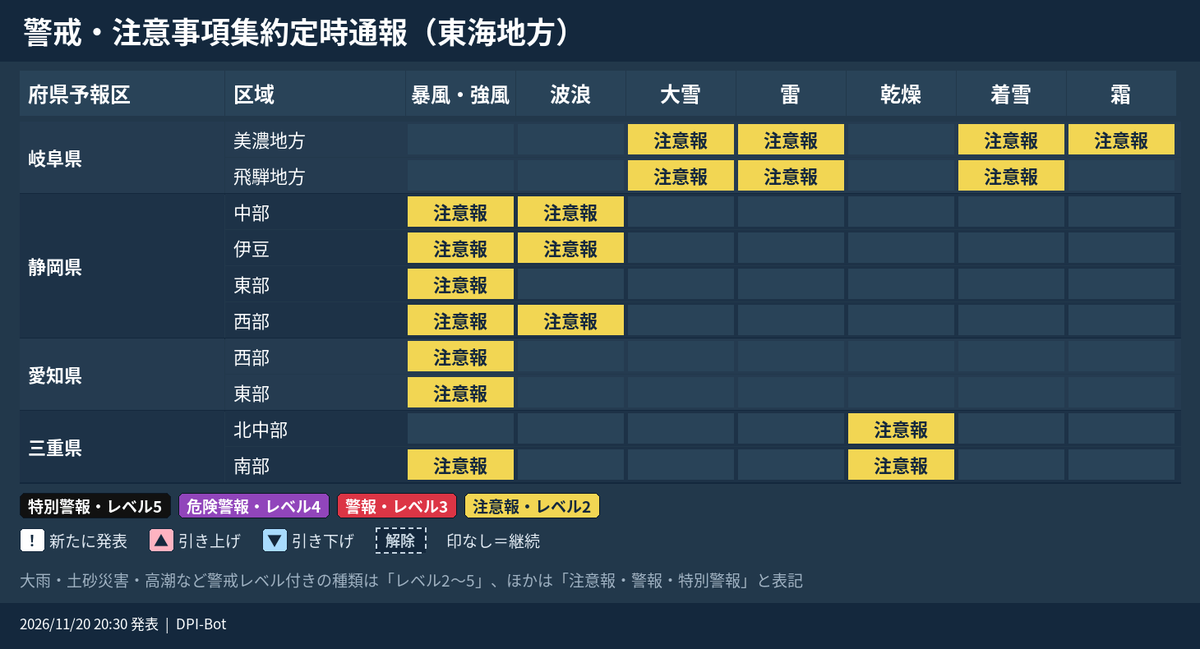 警戒・注意事項集約定時通報（東海地方）
府県予報区 区域 暴風・強風 波浪 大雪 雷 乾燥 着雪 霜
岐阜県
美濃地方 注意報 注意報 注意報 注意報
飛騨地方 注意報 注意報 注意報
静岡県
中部 注意報 注意報
伊豆 注意報 注意報
東部 注意報
西部 注意報 注意報
愛知県
西部 注意報
東部 注意報
三重県
北中部 注意報
南部 注意報 注意報
特別警報・レベル5 危険警報・レベル4 警報・レベル3 注意報・レベル2
! 新たに発表 ▲ 引き上げ ▼ 引き下げ 解除 印なし＝継続
大雨・土砂災害・高潮など警戒レベル付きの種類は「レベル2〜5」、ほかは「注意報・警報・特別警報」と表記
2026/11/20 20:30 発表 | DPI-Bot